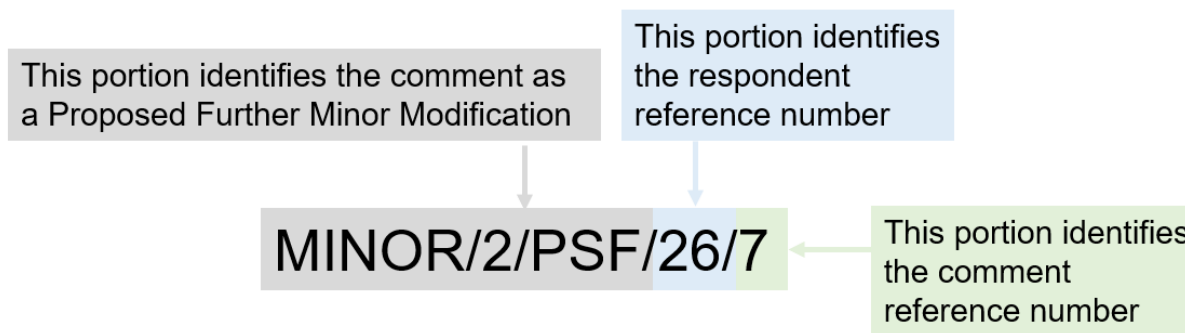 This portion identifies the comment as
a Proposed Further Minor Modification
This portion identifies
the respondent
reference number
MINOR/2/PSF/26/7
This portion identifies
the comment
reference number